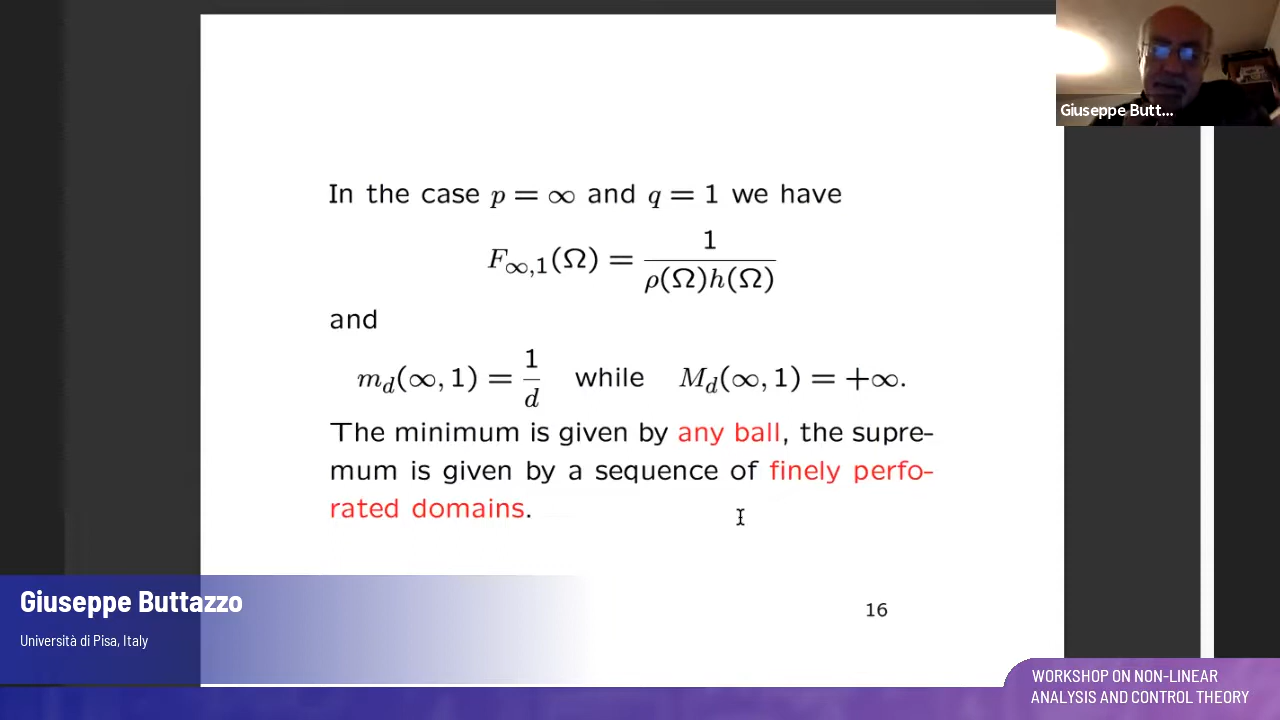 Giuseppe Butt...
In the case p = ∞ and q = 1 we have
F∞,1(Ω) = 1 / ρ(Ω)h(Ω)
and
m_d(∞, 1) = 1/d while M_d(∞, 1) = +∞.
The minimum is given by any ball, the supre-
mum is given by a sequence of finely perfo-
rated domains.
16
Giuseppe Buttazzo
Università di Pisa, Italy
WORKSHOP ON NON-LINEAR
ANALYSIS AND CONTROL THEORY